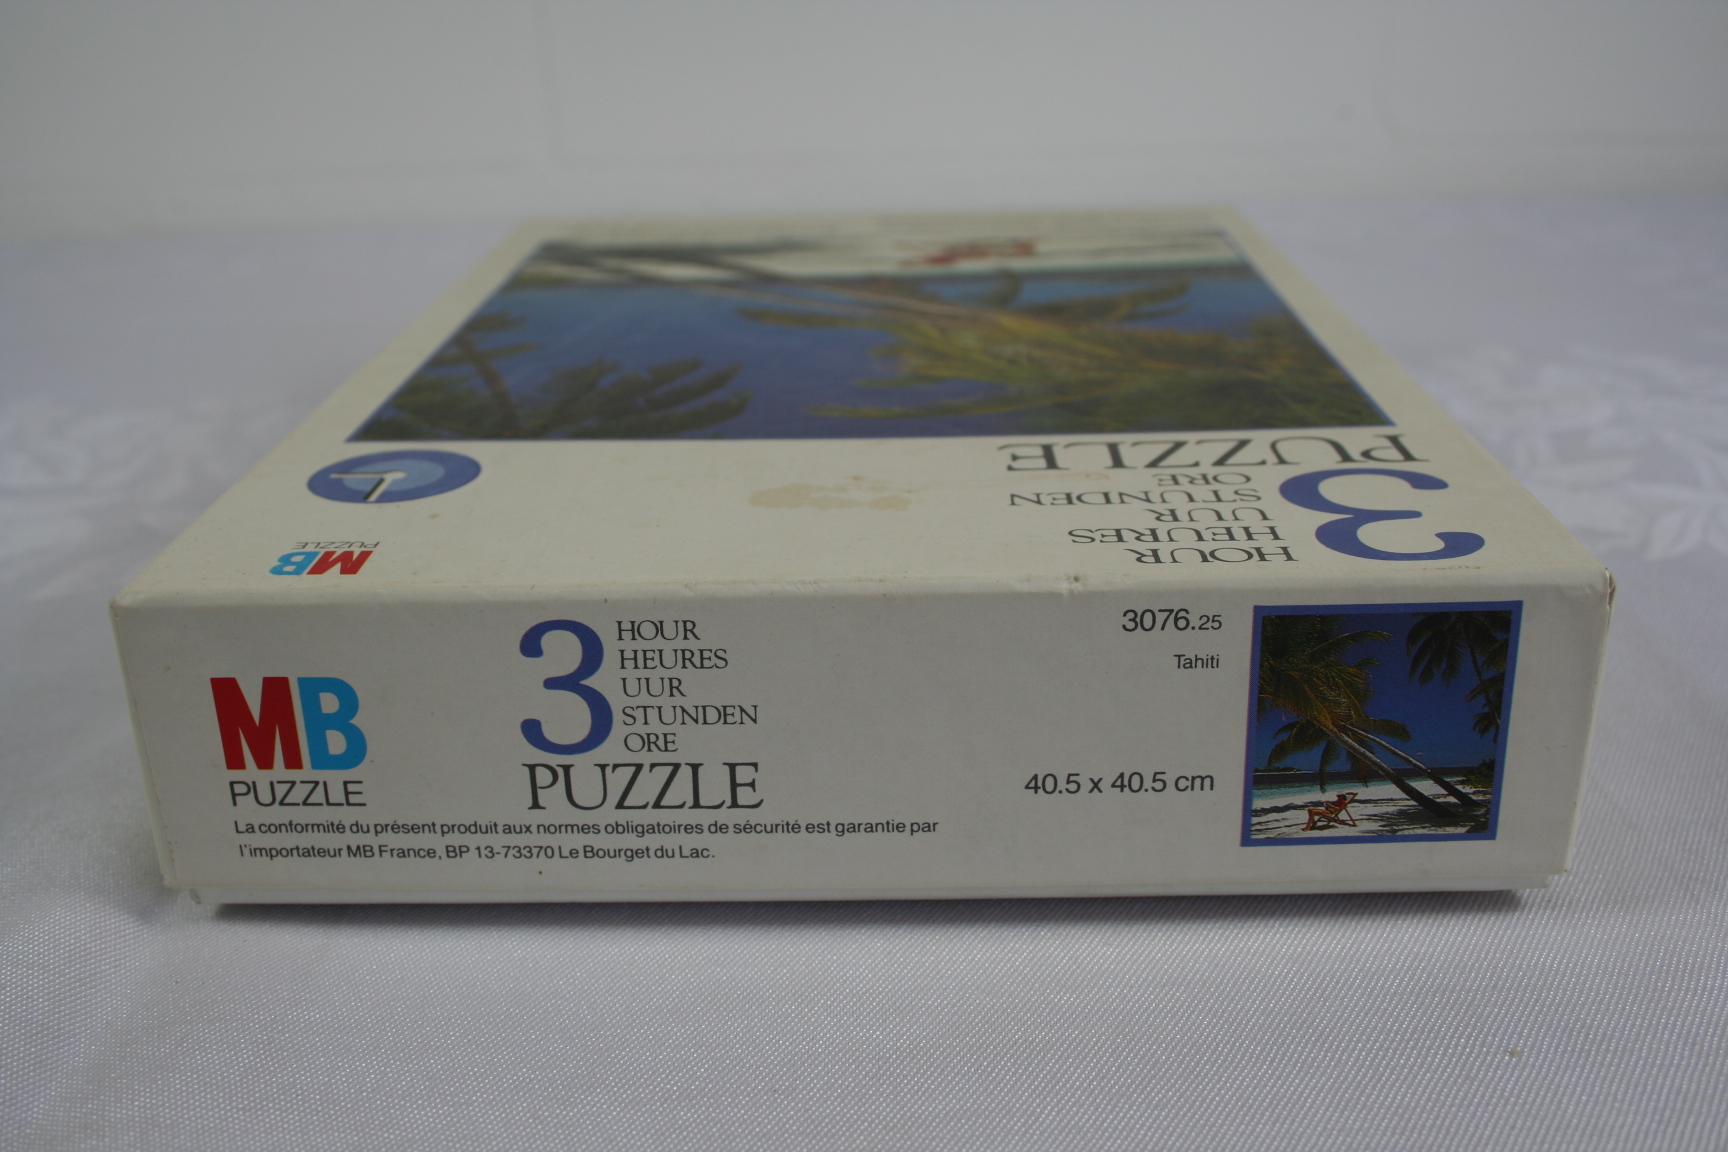 PUZZLE
3
ORE
STUNDEN
UUR
HEURES
HOUR
MB
PUZZLE
MB
PUZZLE
3
HOUR
HEURES
UUR
STUNDEN
ORE
PUZZLE
La conformité du présent produit aux normes obligatoires de sécurité est garantie par
l'importateur MB France, BP 13-73370 Le Bourget du Lac.
3076.25
Tahiti
40.5 x 40.5 cm